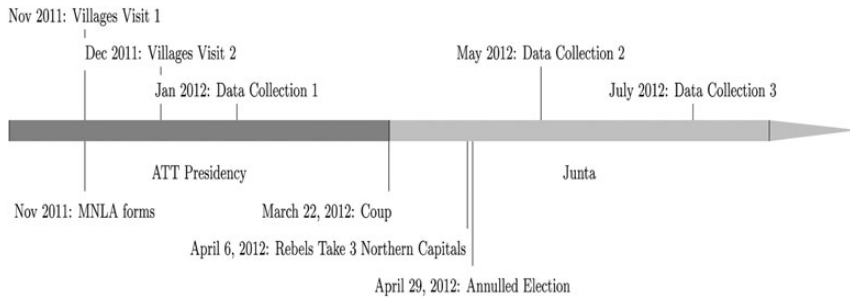 Nov 2011: Villages Visit 1
Dec 2011: Villages Visit 2
May 2012: Data Collection 2
Jan 2012: Data Collection 1
July 2012: Data Collection 3
ATT Presidency
Junta
Nov 2011: MNLA forms
March 22, 2012: Coup
April 6, 2012: Rebels Take 3 Northern Capitals
April 29, 2012: Annulled Election